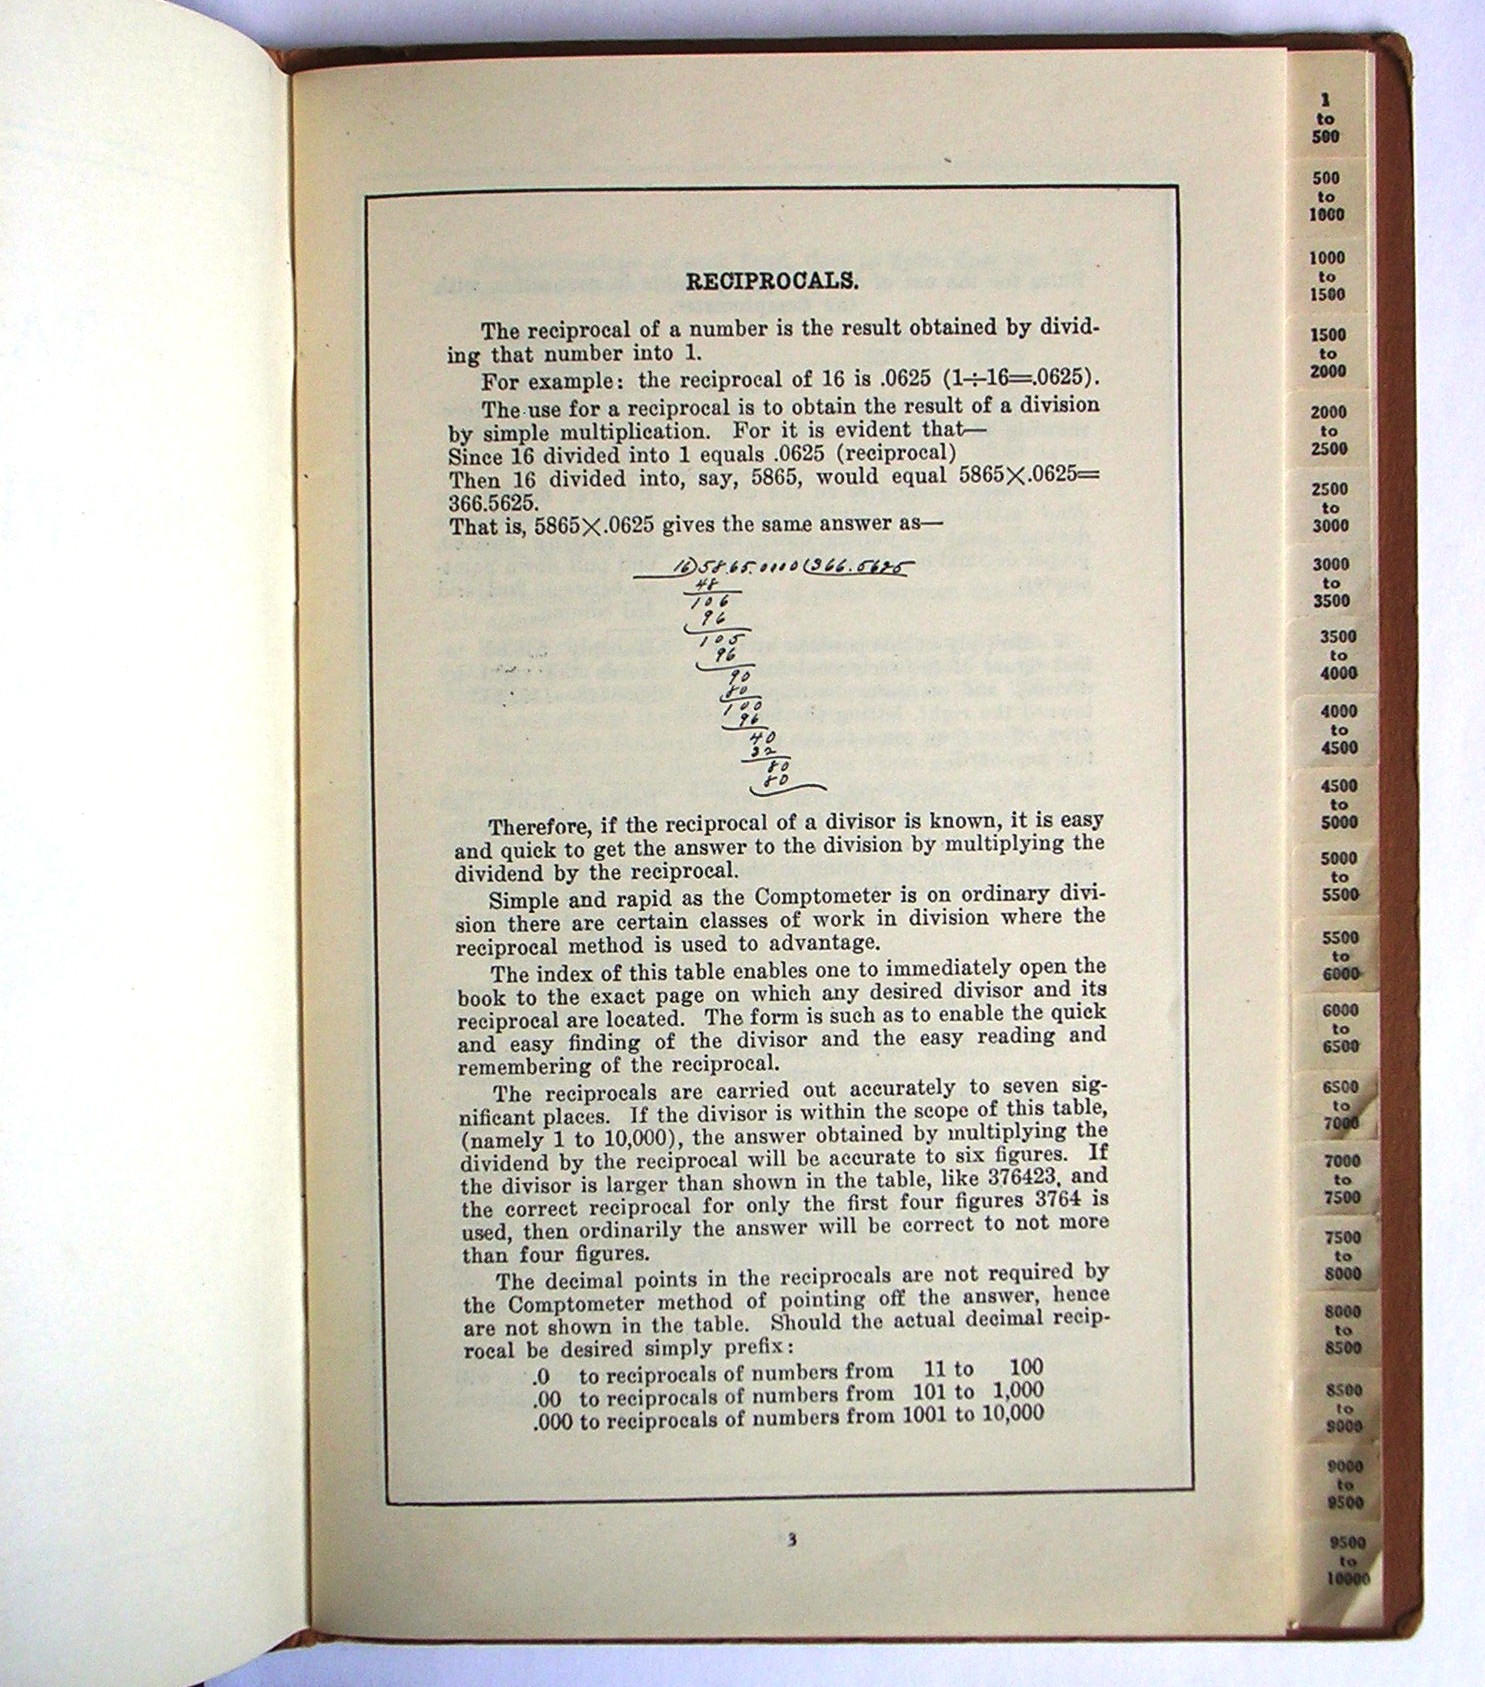 RECIPROCALS.
The reciprocal of a number is the result obtained by divid-
ing that number into 1.
For example: the reciprocal of 16 is .0625 (1÷16=.0625).
The use for a reciprocal is to obtain the result of a division
by simple multiplication. For it is evident that—
Since 16 divided into 1 equals .0625 (reciprocal)
Then 16 divided into, say, 5865, would equal 5865×.0625=
366.5625.
That is, 5865×.0625 gives the same answer as—
16)5865.0000(366.5625
48
106
96
105
96
90
80
100
96
40
32
80
80
Therefore, if the reciprocal of a divisor is known, it is easy
and quick to get the answer to the division by multiplying the
dividend by the reciprocal.
Simple and rapid as the Comptometer is on ordinary divi-
sion there are certain classes of work in division where the
reciprocal method is used to advantage.
The index of this table enables one to immediately open the
book to the exact page on which any desired divisor and its
reciprocal are located. The form is such as to enable the quick
and easy finding of the divisor and the easy reading and
remembering of the reciprocal.
The reciprocals are carried out accurately to seven sig-
nificant places. If the divisor is within the scope of this table,
(namely 1 to 10,000), the answer obtained by multiplying the
dividend by the reciprocal will be accurate to six figures. If
the divisor is larger than shown in the table, like 376423, and
the correct reciprocal for only the first four figures 3764 is
used, then ordinarily the answer will be correct to not more
than four figures.
The decimal points in the reciprocals are not required by
the Comptometer method of pointing off the answer, hence
are not shown in the table. Should the actual decimal recip-
rocal be desired simply prefix:
.0 to reciprocals of numbers from 11 to 100
.00 to reciprocals of numbers from 101 to 1,000
.000 to reciprocals of numbers from 1001 to 10,000
3
1
to
500
500
to
1000
1000
to
1500
1500
to
2000
2000
to
2500
2500
to
3000
3000
to
3500
3500
to
4000
4000
to
4500
4500
to
5000
5000
to
5500
5500
to
6000
6000
to
6500
6500
to
7000
7000
to
7500
7500
to
8000
8000
to
8500
8500
to
9000
9000
to
9500
9500
to
10000